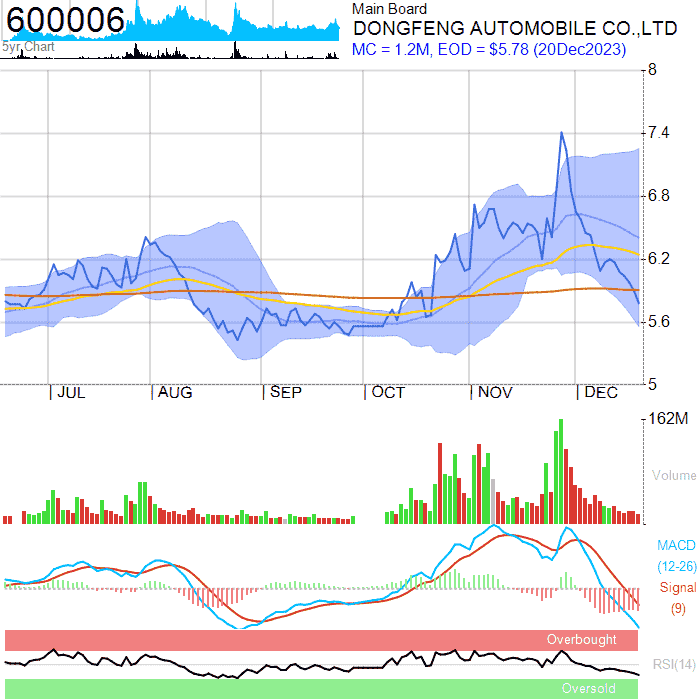 600006
5yr Chart
Main Board
DONGFENG AUTOMOBILE CO.,LTD
MC = 1.2M, EOD = $5.78 (20Dec2023)
8
7.4
6.8
6.2
5.6
5
JUL AUG SEP OCT NOV DEC
162M
Volume
MACD
(12-26)
Signal
(9)
Overbought
RSI(14)
Oversold